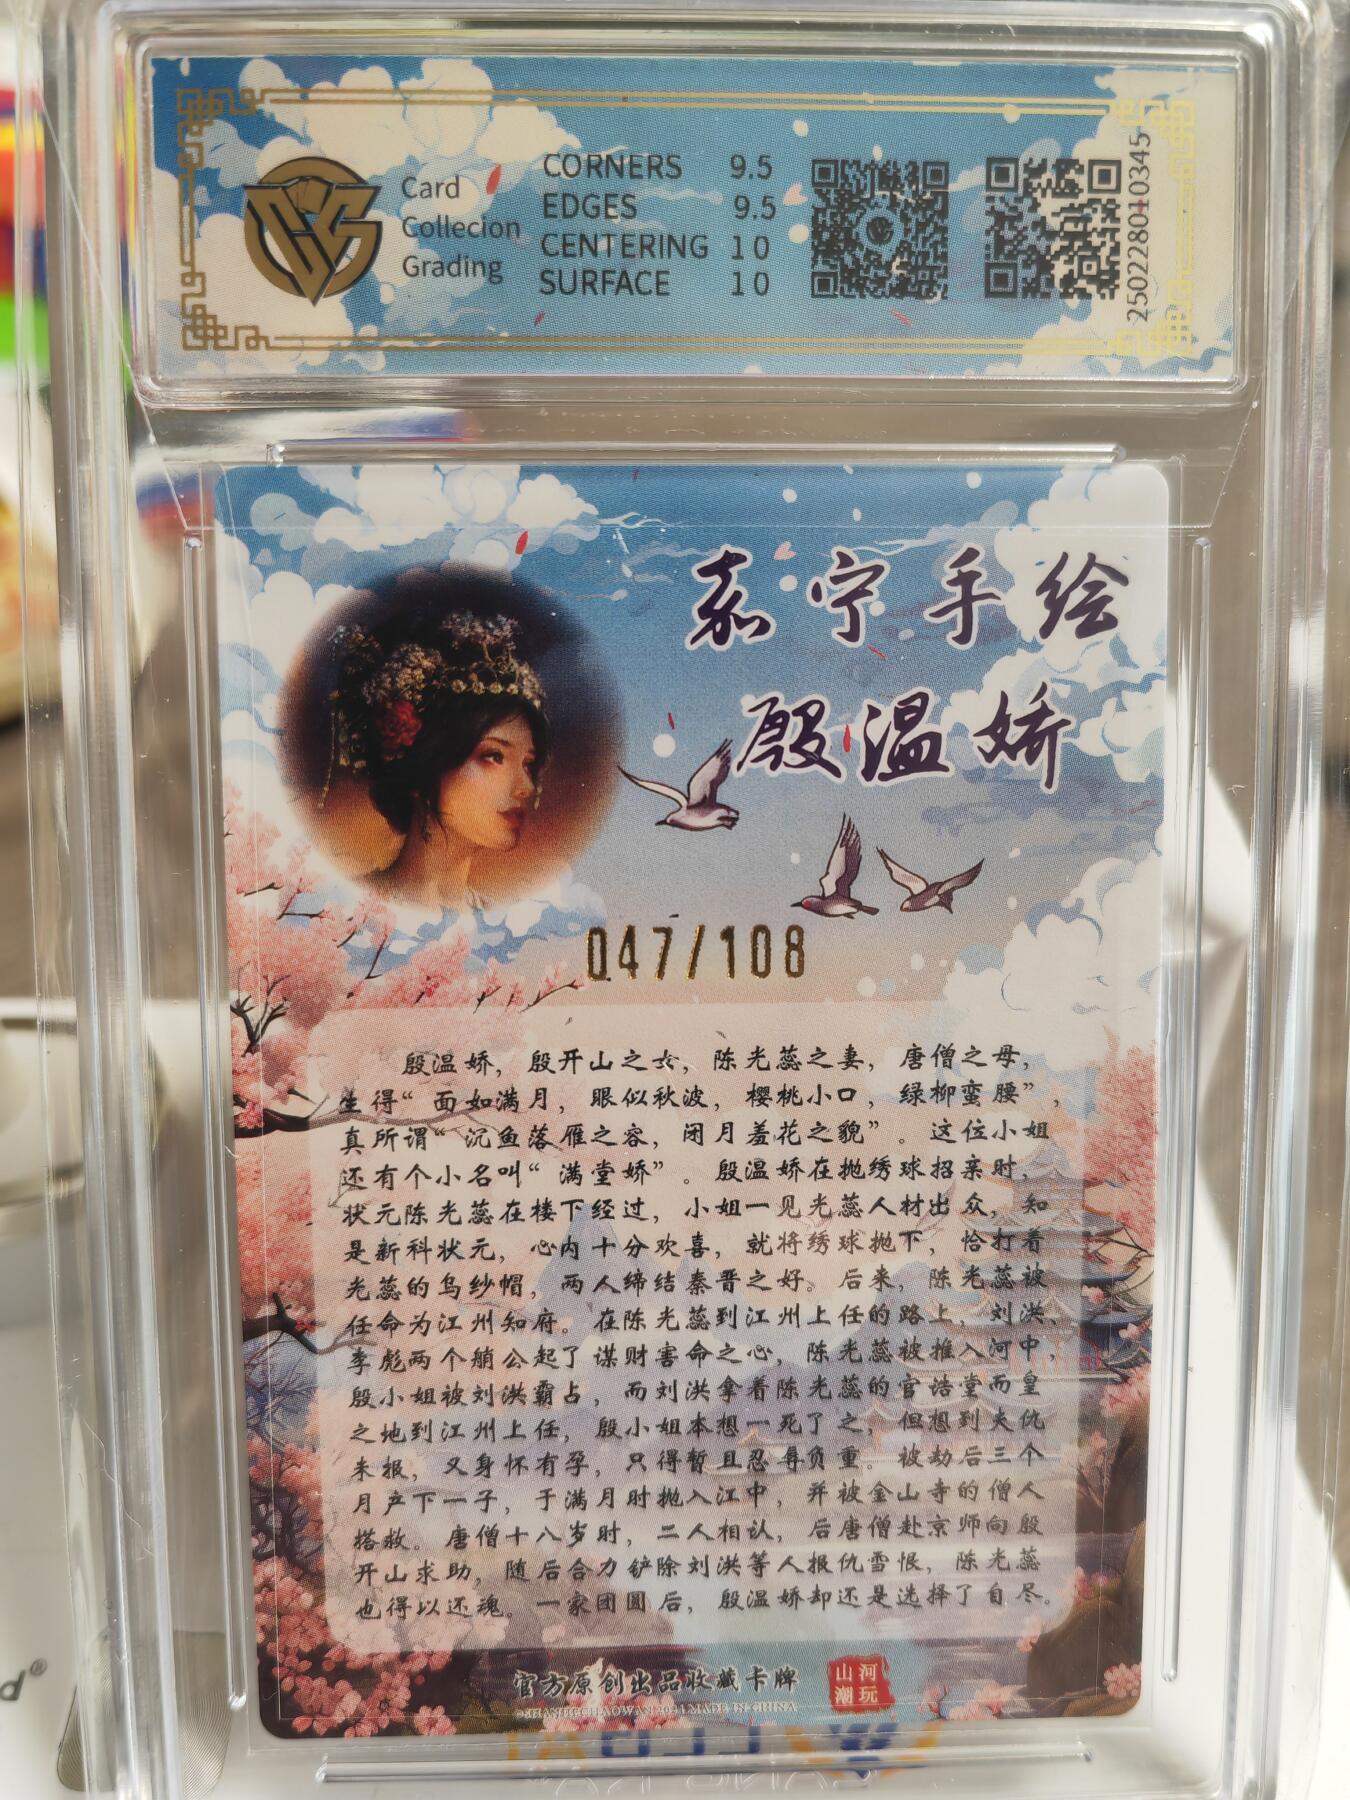 Card
Collecion
Grading
CORNERS 9.5
EDGES 9.5
CENTERING 10
SURFACE 10
250228010345
嘉宁手绘
殷温娇
047/108
殷温娇，殷开山之女，陈光蕊之妻，唐僧之母，
生得“面如满月，眼似秋波，樱桃小口，绿柳蛮腰”，
真所谓“沉鱼落雁之容，闭月羞花之貌”。这位小姐
还有个小名叫“满堂娇”。殷温娇在抛绣球招亲时，
状元陈光蕊在楼下经过，小姐一见光蕊人材出众，知
是新科状元，心内十分欢喜，就将绣球抛下，恰打着
光蕊的乌纱帽，两人缔结秦晋之好。后来，陈光蕊被
任命为江州知府。在陈光蕊到江州上任的路上，刘洪、
李彪两个艄公起了谋财害命之心，陈光蕊被推入河中，
殷小姐被刘洪霸占，而刘洪拿着陈光蕊的官诰堂而皇
之地到江州上任，殷小姐本想一死了之，但想到夫仇
未报，又身怀有孕，只得暂且忍辱负重。被劫后三个
月产下一子，于满月时抛入江中，并被金山寺的僧人
搭救。唐僧十八岁时，二人相认，后唐僧赴京师向殷
开山求助，随后合力铲除刘洪等人报仇雪恨，陈光蕊
也得以还魂。一家团圆后，殷温娇却还是选择了自尽。
官方原创出品收藏卡牌
山河
潮玩
©SHANHECHAOWAN 2024 MADE IN CHINA